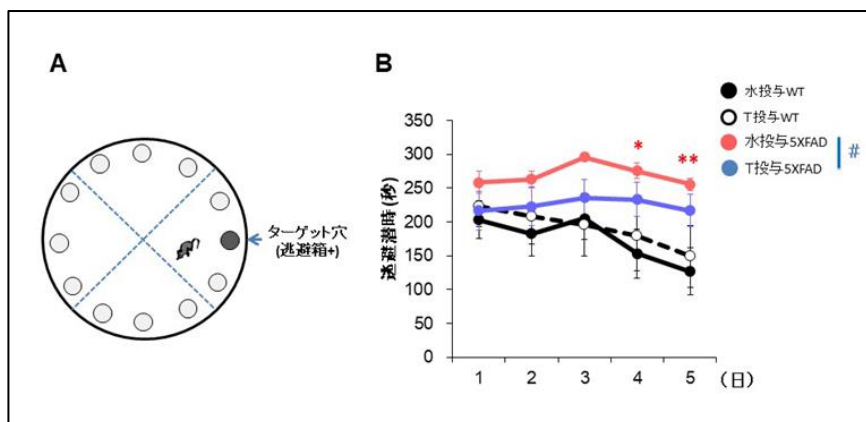 A
ターゲット穴
(逃避箱+)
B
水投与WT
T投与WT
水投与5XFAD
T投与5XFAD
#
逃避潜時(秒)
350
300
250
200
150
100
50
0
*
**
1 2 3 4 5 (日)